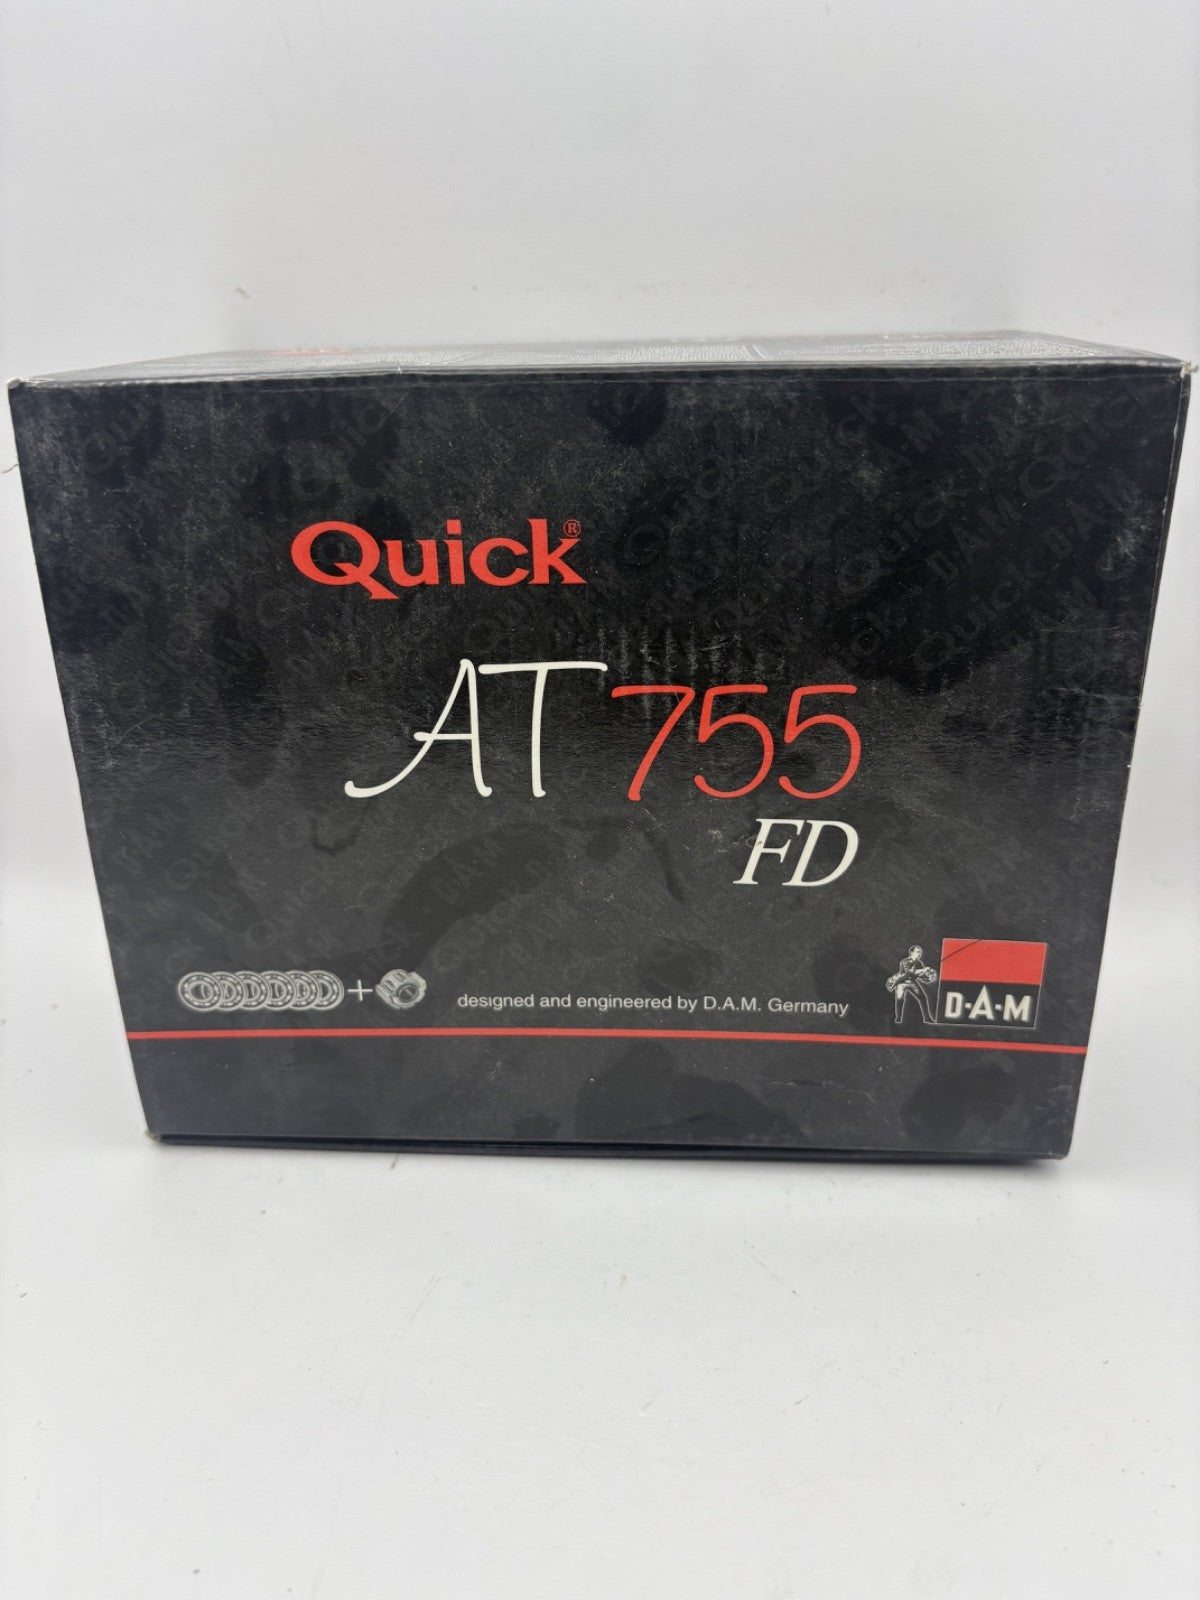 Quick®
AT 755
FD
+
designed and engineered by D.A.M. Germany
D·A·M